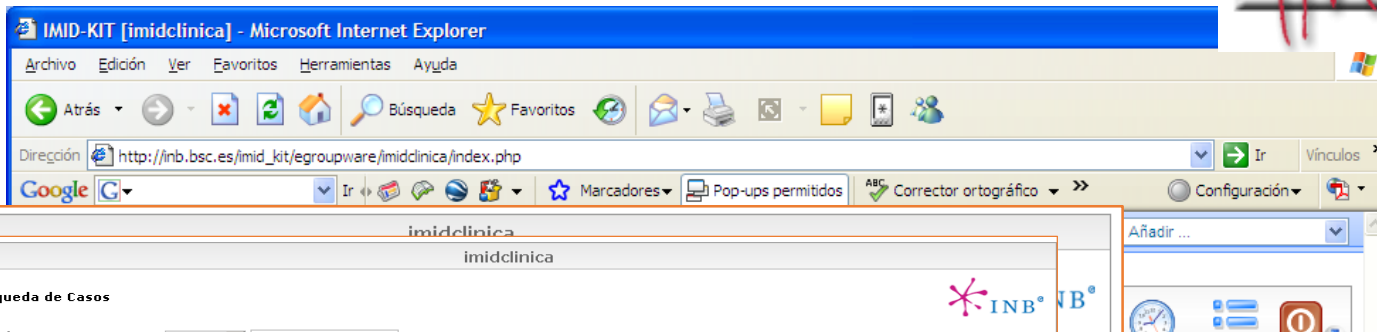 IMID-KIT [imidclinica] - Microsoft Internet Explorer
Archivo Edición Ver Favoritos Herramientas Ayuda
Atrás Búsqueda Favoritos
Dirección http://inb.bsc.es/imid_kit/egroupware/imidclinica/index.php Ir Vínculos »
Google G Ir Marcadores Pop-ups permitidos ABC Corrector ortográfico » Configuración
imidclinica Añadir ...
imidclinica
queda de Casos INB® NB®